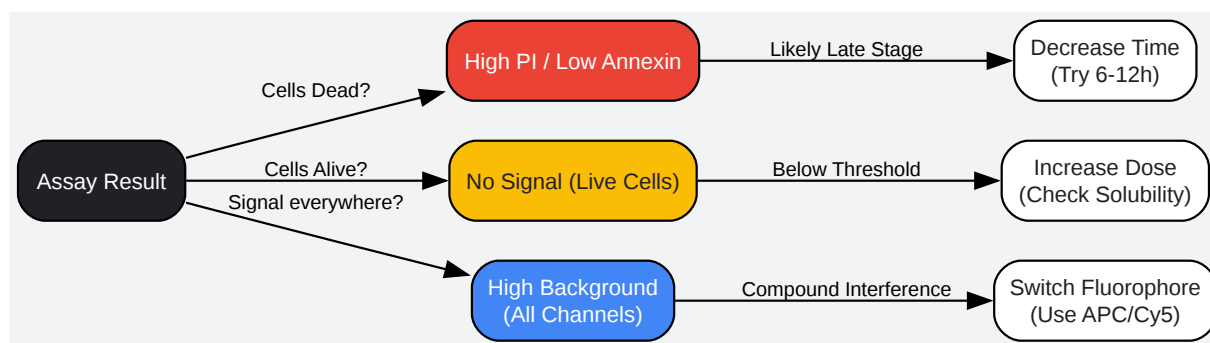 Assay Result
Cells Dead?
High PI / Low Annexin
Likely Late Stage
Decrease Time
(Try 6-12h)
Cells Alive?
No Signal (Live Cells)
Below Threshold
Increase Dose
(Check Solubility)
Signal everywhere?
High Background
(All Channels)
Compound Interference
Switch Fluorophore
(Use APC/Cy5)